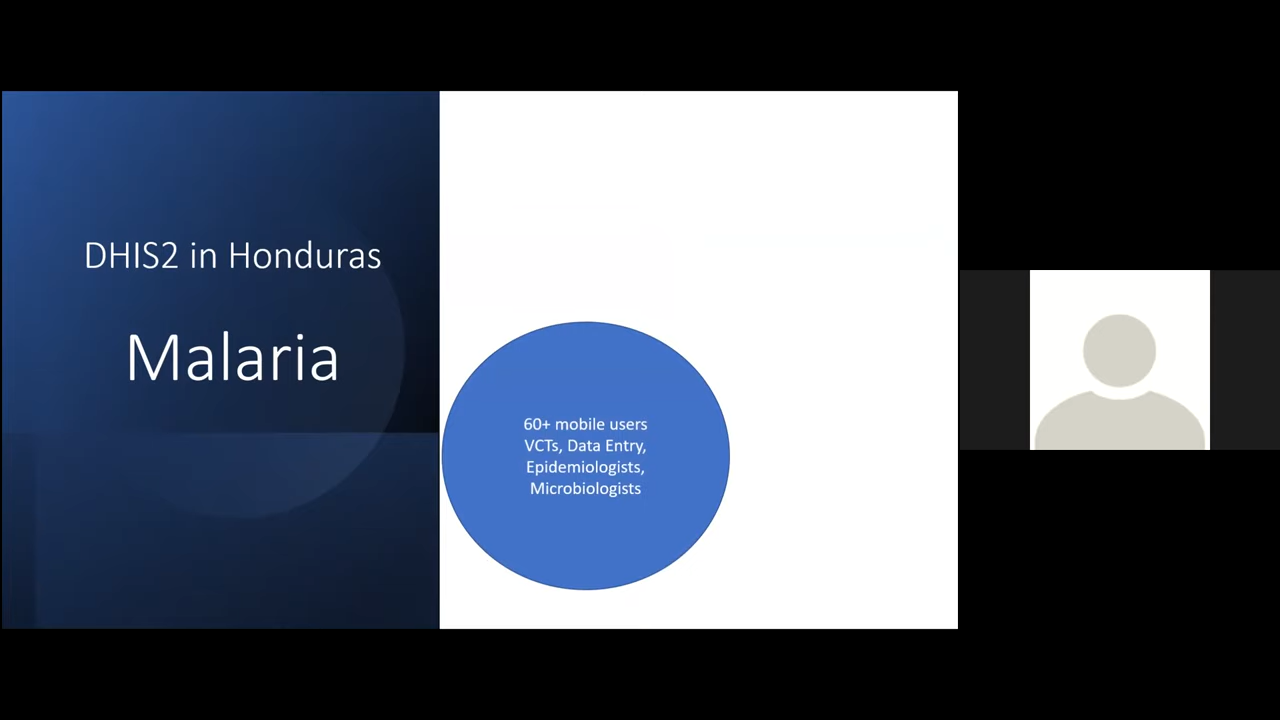 DHIS2 in Honduras
Malaria
60+ mobile users
VCTs, Data Entry,
Epidemiologists,
Microbiologists